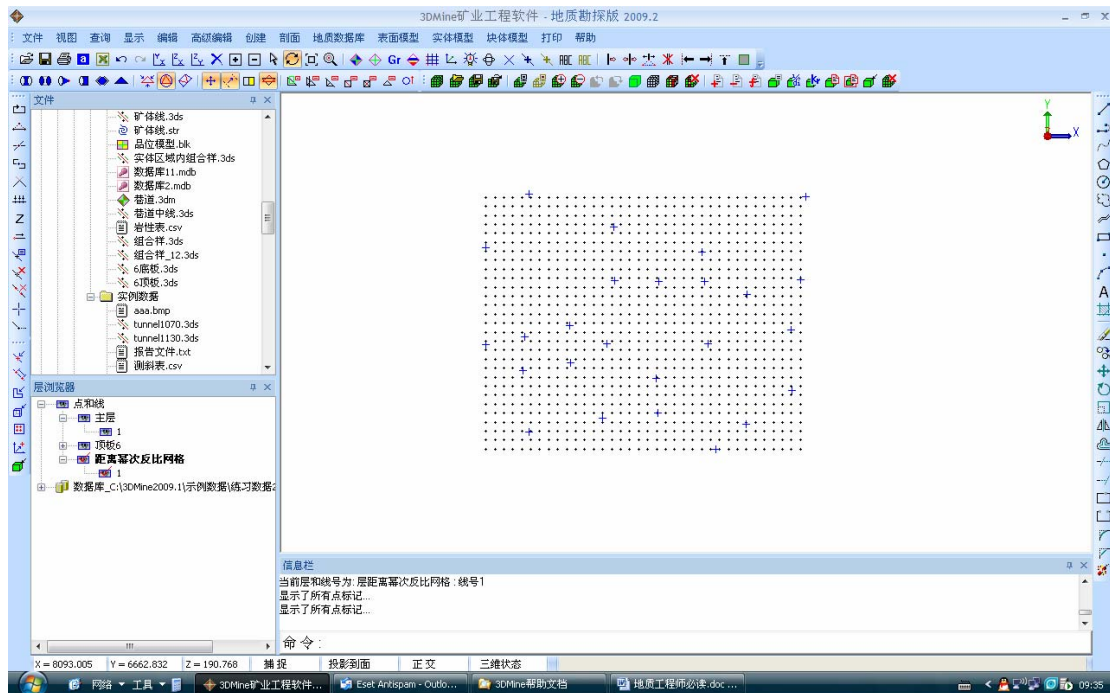 3DMine矿业工程软件 - 地质勘探版 2009.2
文件 视图 查询 显示 编辑 高级编辑 创建 剖面 地质数据库 表面模型 实体模型 块体模型 打印 帮助
文件
矿体线.3ds
矿体线.str
品位模型.blk
实体区域内组合样.3ds
数据库11.mdb
数据库2.mdb
巷道.3dm
巷道中线.3ds
岩性表.csv
组合样.3ds
组合样_12.3ds
6底板.3ds
6顶板.3ds
实例数据
aaa.bmp
tunnel1070.3ds
tunnel1130.3ds
报告文件.txt
测斜表.csv
层浏览器
点和线
主层
1
顶板6
距离幂次反比网格
1
数据库_C:\3DMine2009.1\示例数据\练习数据2
Y
X
信息栏
当前层和线号为: 层距离幂次反比网格 : 线号1
显示了所有点标记...
显示了所有点标记...
命令:
X = 8093.005 Y = 6662.832 Z = 190.768 捕捉 投影到面 正交 三维状态
网络 工具 3DMine矿业工程软件... Eset Antispam - Outlo... 3DMine帮助文档 地质工程师必读.doc ... 09:35